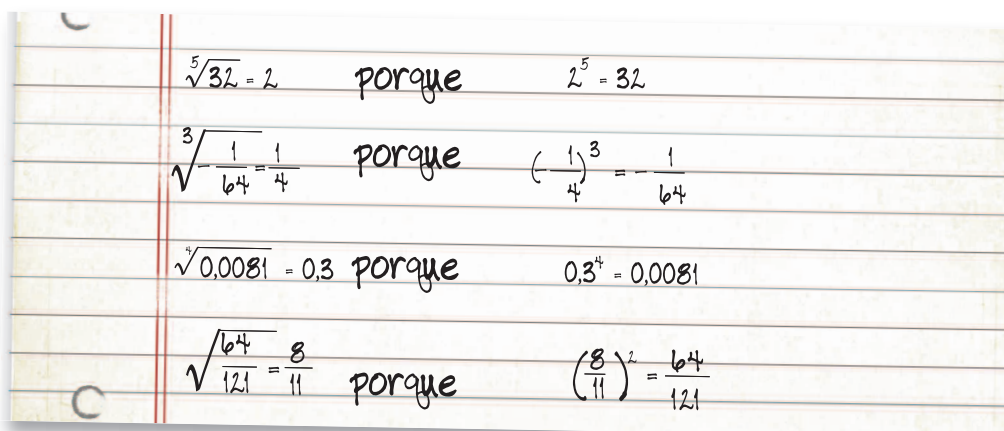 ⁵√32 = 2 porque 2⁵ = 32
³√(-1/64) = 1/4 porque (-1/4)³ = -1/64
⁴√0,0081 = 0,3 porque 0,3⁴ = 0,0081
√(64/121) = 8/11 porque (8/11)² = 64/121